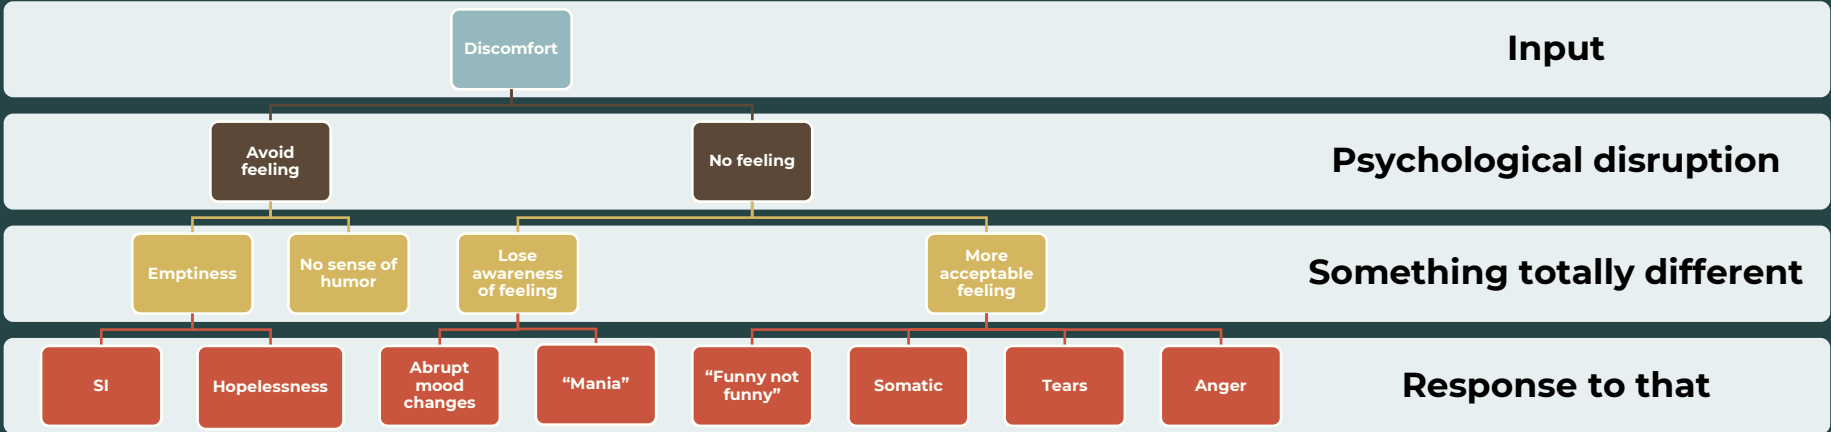 Discomfort
Input
Avoid
feeling
No feeling
Psychological disruption
Emptiness
No sense of
humor
Lose
awareness
of feeling
More
acceptable
feeling
Something totally different
SI
Hopelessness
Abrupt
mood
changes
“Mania”
“Funny not
funny”
Somatic
Tears
Anger
Response to that